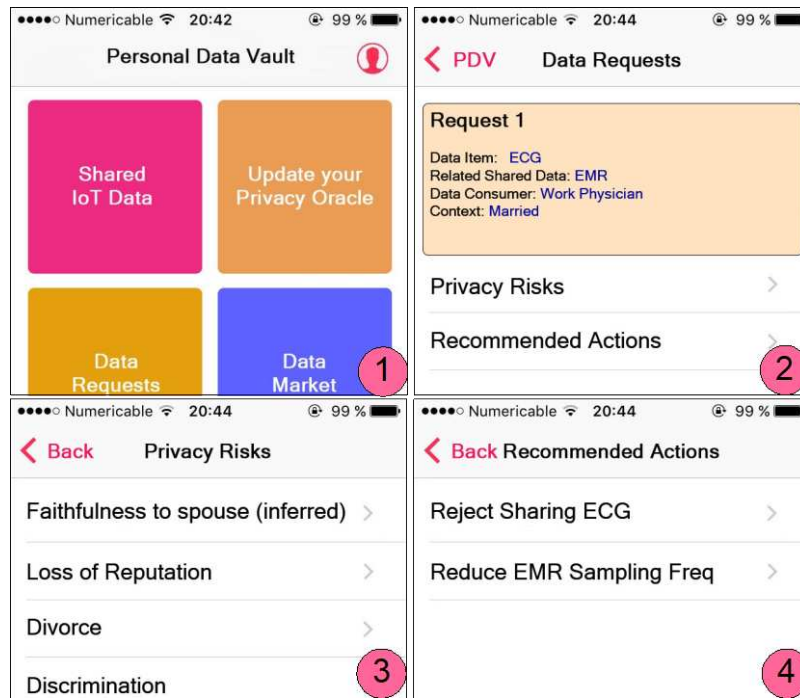 Numericable 20:42 99 %
Personal Data Vault
Shared
IoT Data
Update your
Privacy Oracle
Data
Requests
Data
Market
1
Numericable 20:44 99 %
PDV Data Requests
Request 1
Data Item: ECG
Related Shared Data: EMR
Data Consumer: Work Physician
Context: Married
Privacy Risks
Recommended Actions
2
Numericable 20:44 99 %
Back Privacy Risks
Faithfulness to spouse (inferred)
Loss of Reputation
Divorce
Discrimination
3
Numericable 20:44 99 %
Back Recommended Actions
Reject Sharing ECG
Reduce EMR Sampling Freq
4